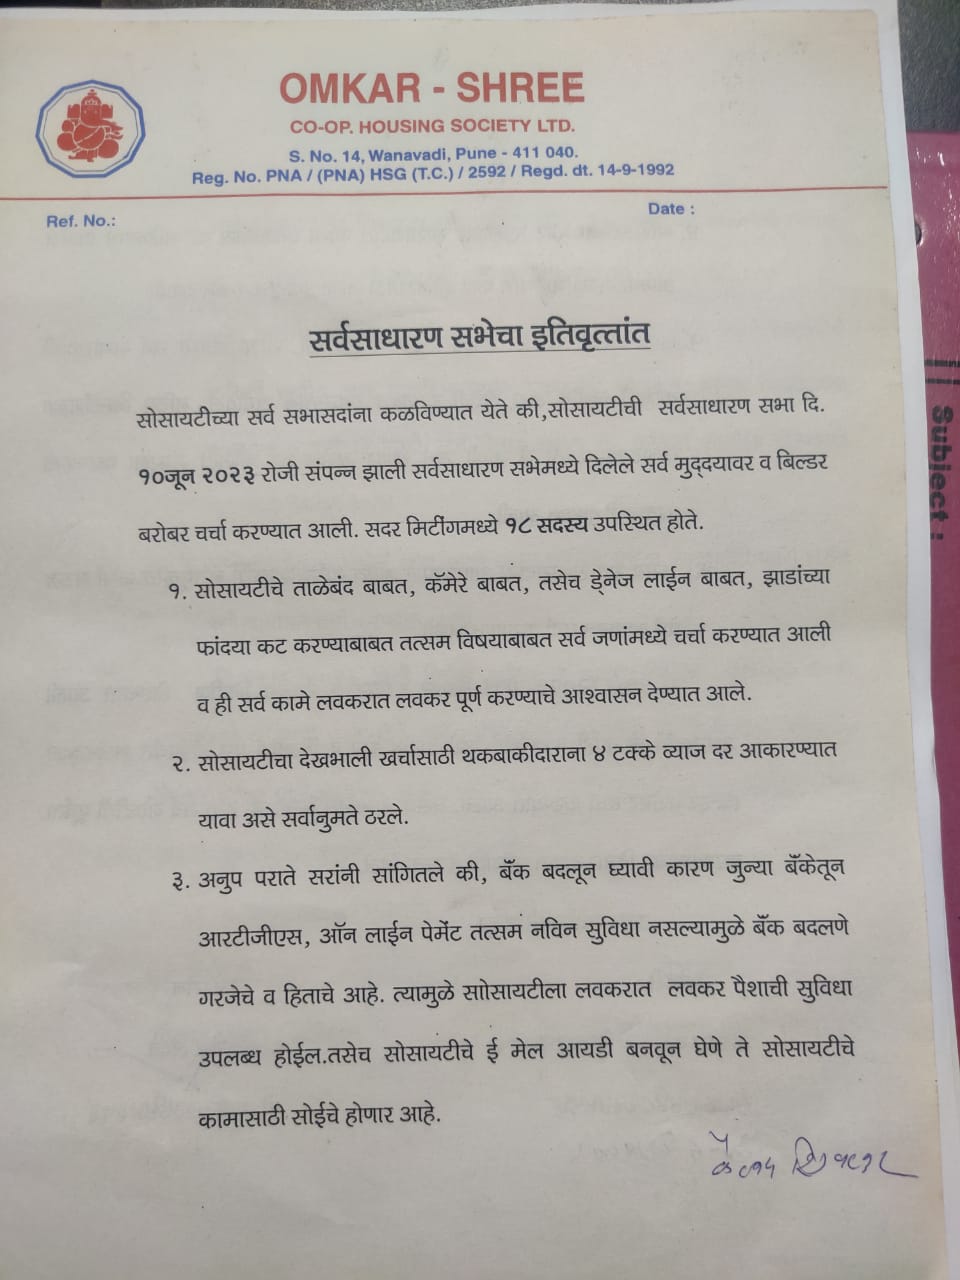 OMKAR - SHREE
CO-OP. HOUSING SOCIETY LTD.
S. No. 14, Wanavadi, Pune - 411 040.
Reg. No. PNA / (PNA) HSG (T.C.) / 2592 / Regd. dt. 14-9-1992
Ref. No.:
Date :
सर्वसाधारण सभेचा इतिवृत्तांत
सोसायटीच्या सर्व सभासदांना कळविण्यात येते की,सोसायटीची सर्वसाधारण सभा दि.
१०जून २०२३ रोजी संपन्न झाली सर्वसाधारण सभेमध्ये दिलेले सर्व मुद्दयावर व बिल्डर
बरोबर चर्चा करण्यात आली. सदर मिटींगमध्ये १८ सदस्य उपस्थित होते.
१. सोसायटीचे ताळेबंद बाबत, कॅमेरे बाबत, तसेच ड्रेनेज लाईन बाबत, झाडांच्या
फांदया कट करण्याबाबत तत्सम विषयाबाबत सर्व जणांमध्ये चर्चा करण्यात आली
व ही सर्व कामे लवकरात लवकर पूर्ण करण्याचे आश्वासन देण्यात आले.
२. सोसायटीचा देखभाली खर्चासाठी थकबाकीदाराना ४ टक्के व्याज दर आकारण्यात
यावा असे सर्वानुमते ठरले.
३. अनुप पराते सरांनी सांगितले की, बॅंक बदलून घ्यावी कारण जुन्या बॅंकेतून
आरटीजीएस, ऑन लाईन पेमेंट तत्सम नविन सुविधा नसल्यामुळे बॅंक बदलणे
गरजेचे व हिताचे आहे. त्यामुळे साोसायटीला लवकरात लवकर पैशाची सुविधा
उपलब्ध होईल.तसेच सोसायटीचे ई मेल आयडी बनवून घेणे ते सोसायटीचे
कामासाठी सोईचे होणार आहे.
Subject :